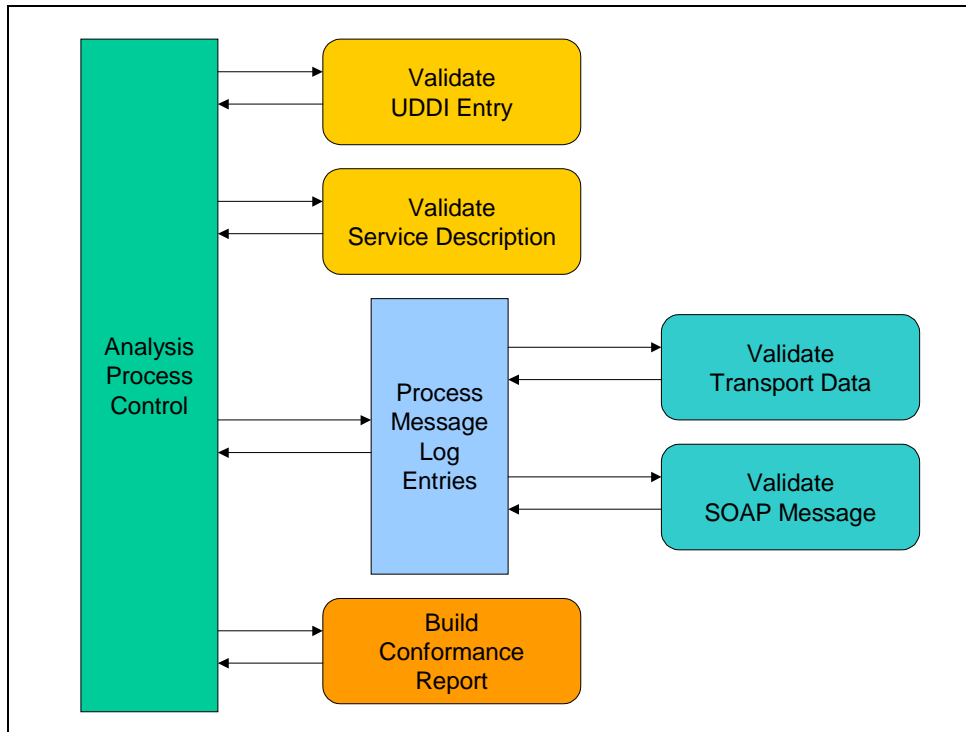 Validate
UDDI Entry
Validate
Service Description
Analysis
Process
Control
Process
Message
Log
Entries
Validate
Transport Data
Validate
SOAP Message
Build
Conformance
Report